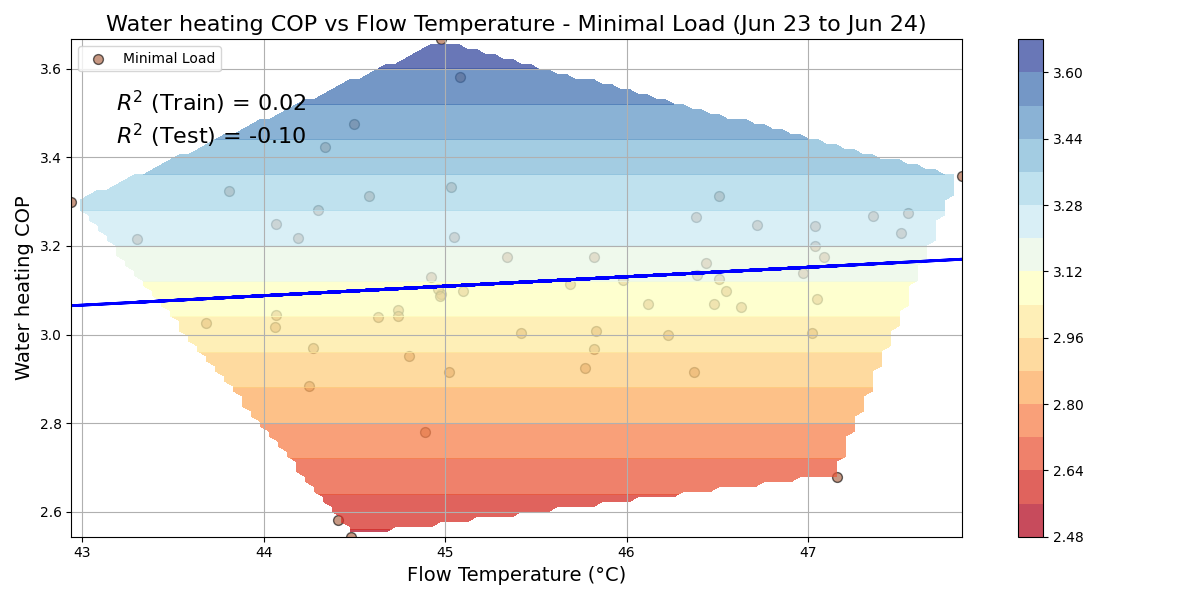 Water heating COP vs Flow Temperature - Minimal Load (Jun 23 to Jun 24)
Minimal Load
R² (Train) = 0.02
R² (Test) = -0.10
Water heating COP
3.6
3.4
3.2
3.0
2.8
2.6
43 44 45 46 47
Flow Temperature (°C)
3.60
3.44
3.28
3.12
2.96
2.80
2.64
2.48